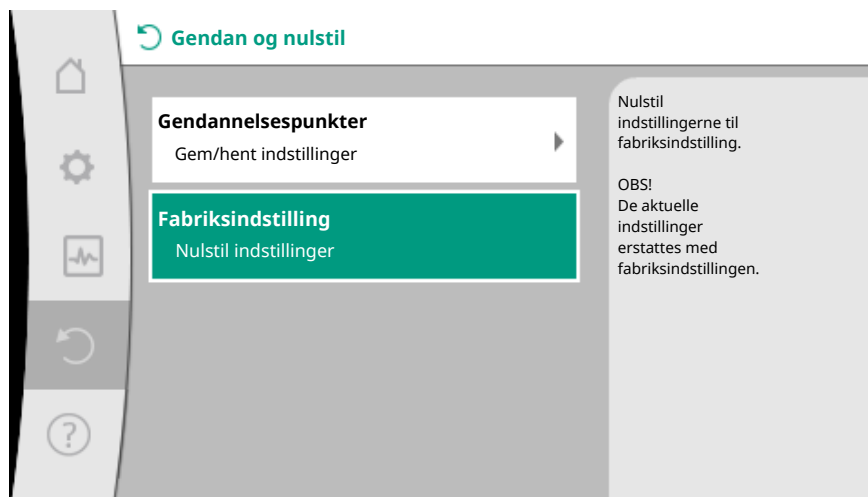 Gendan og nulstil
Gendannelsespunkter
Gem/hent indstillinger
Fabriksindstilling
Nulstil indstillinger
Nulstil
indstillingerne til
fabriksindstilling.
OBS!
De aktuelle
indstillinger
erstattes med
fabriksindstillingen.
?